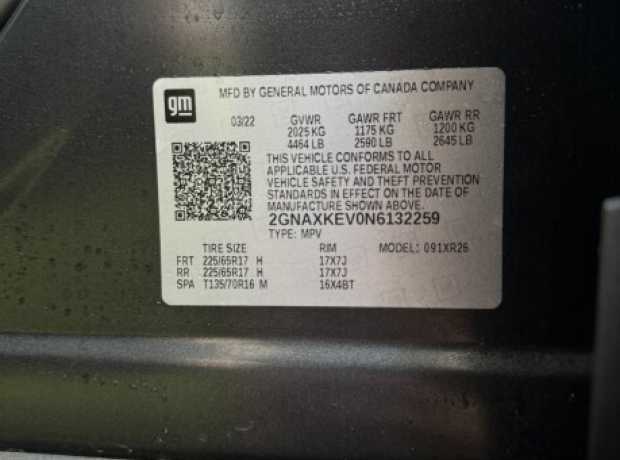 gm
MFD BY GENERAL MOTORS OF CANADA COMPANY
03/22 GVWR GAWR FRT GAWR RR
2025 KG 1175 KG 1200 KG
4464 LB 2590 LB 2645 LB
THIS VEHICLE CONFORMS TO ALL
APPLICABLE U.S. FEDERAL MOTOR
VEHICLE SAFETY AND THEFT PREVENTION
STANDARDS IN EFFECT ON THE DATE OF
MANUFACTURE SHOWN ABOVE.
2GNAXKEV0N6132259
TYPE: MPV
TIRE SIZE RIM MODEL: 091XR26
FRT 225/65R17 H 17X7J
RR 225/65R17 H 17X7J
SPA T135/70R16 M 16X4BT